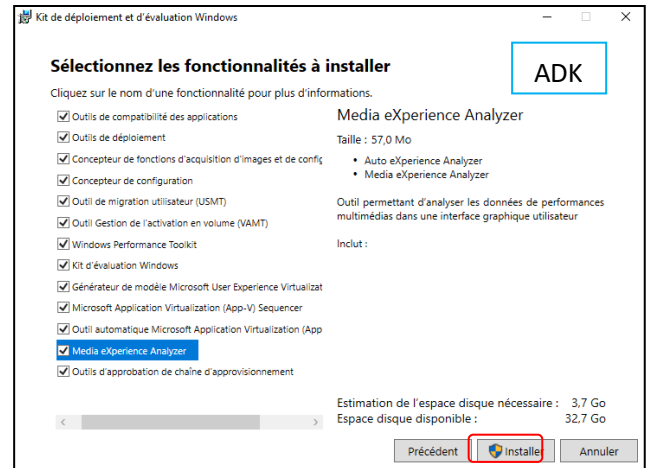 Kit de déploiement et d'évaluation Windows
Sélectionnez les fonctionnalités à installer
ADK
Cliquez sur le nom d'une fonctionnalité pour plus d'informations.
Outils de compatibilité des applications
Outils de déploiement
Concepteur de fonctions d'acquisition d'images et de config
Concepteur de configuration
Outil de migration utilisateur (USMT)
Outil Gestion de l'activation en volume (VAMT)
Windows Performance Toolkit
Kit d'évaluation Windows
Générateur de modèle Microsoft User Experience Virtualizat
Microsoft Application Virtualization (App-V) Sequencer
Outil automatique Microsoft Application Virtualization (App
Media eXperience Analyzer
Outils d'approbation de chaîne d'approvisionnement
Media eXperience Analyzer
Taille : 57,0 Mo
• Auto eXperience Analyzer
• Media eXperience Analyzer
Outil permettant d'analyser les données de performances
multimédias dans une interface graphique utilisateur
Inclut :
Estimation de l'espace disque nécessaire : 3,7 Go
Espace disque disponible : 32,7 Go
Précédent Installer Annuler